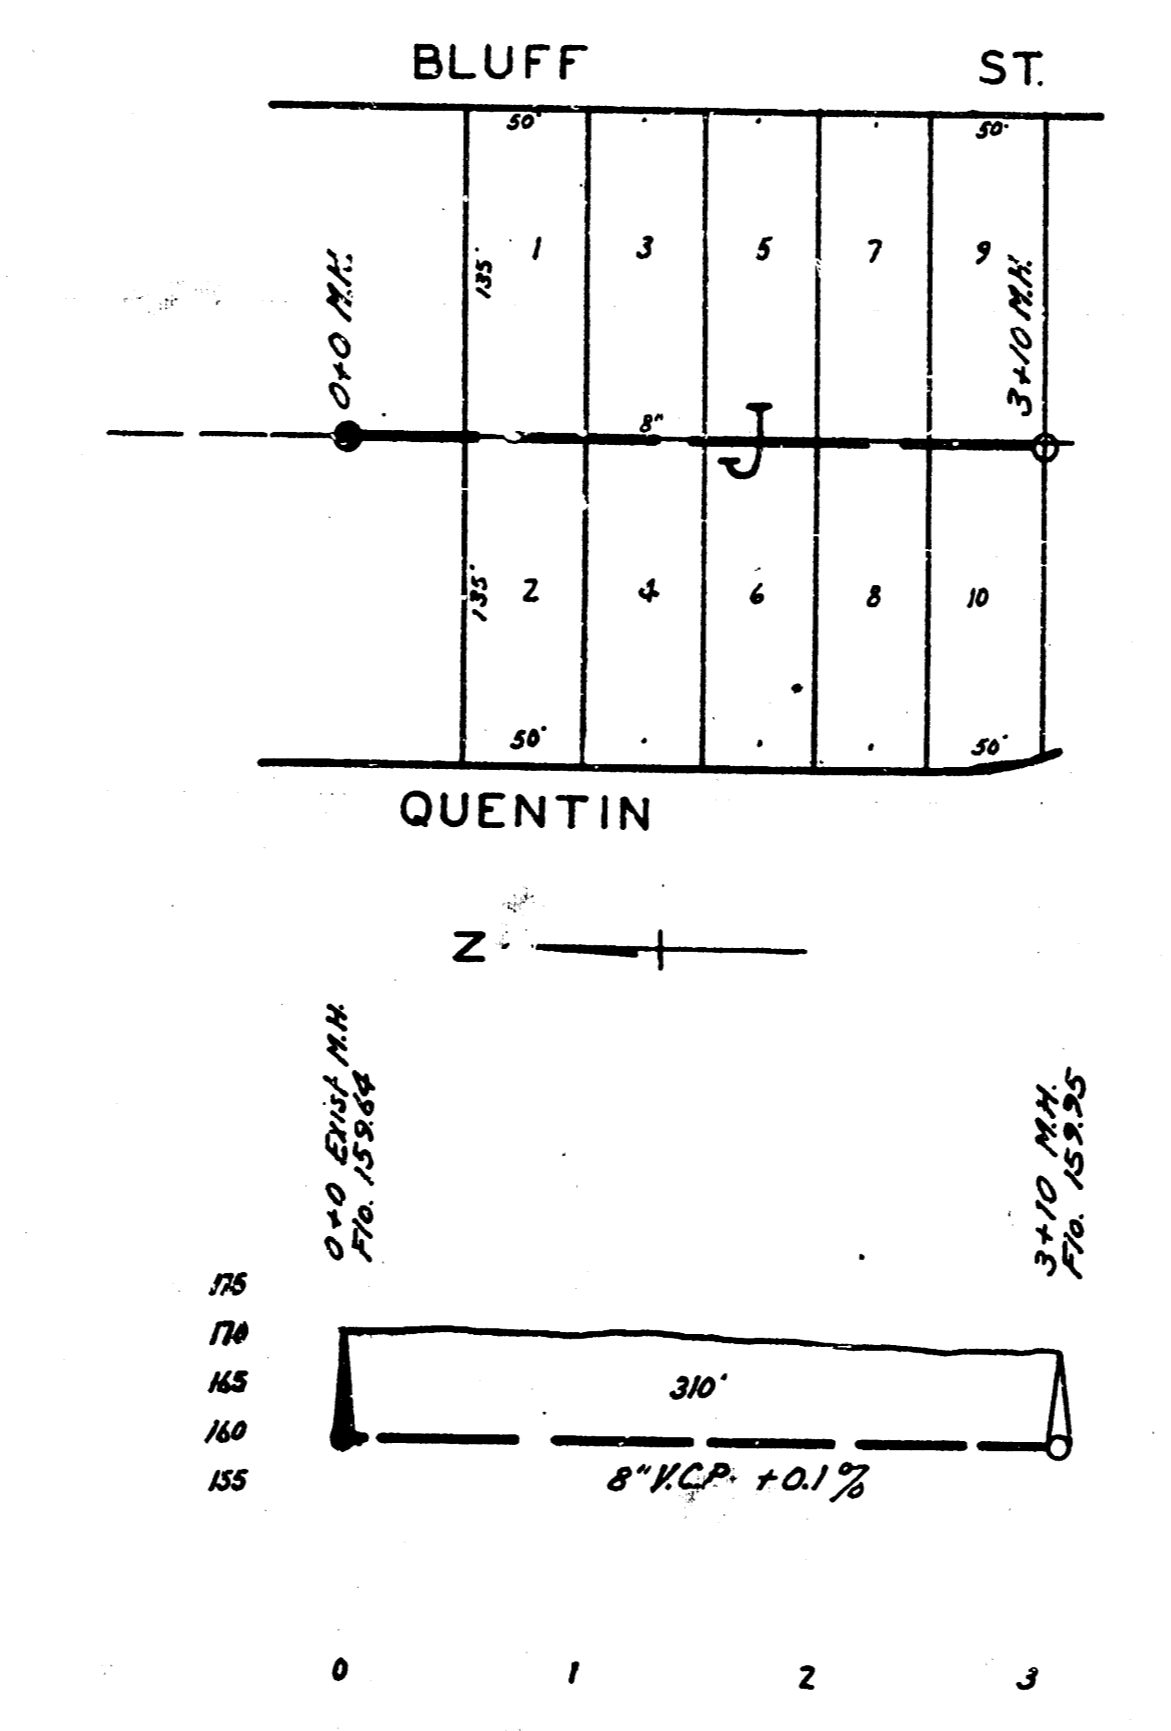 BLUFF ST.
50' 50'
1 3 5 7 9
135'
0+0 M.H.
3+10 M.H.
8"
2 4 6 8 10
135'
50' 50'
QUENTIN
Z
0+0 Exist M.H.
Flo. 159.64
3+10 M.H.
Flo. 159.95
175
170
165
310'
160
155
8" V.C.P. +0.1%
0 1 2 3